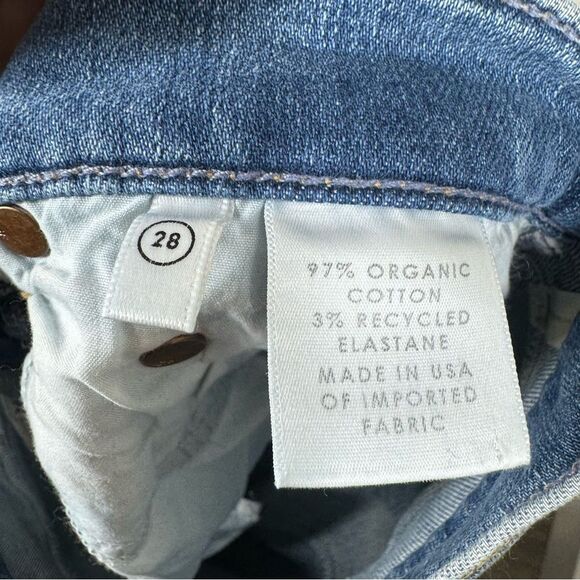 28
97% ORGANIC
COTTON
3% RECYCLED
ELASTANE
MADE IN USA
OF IMPORTED
FABRIC